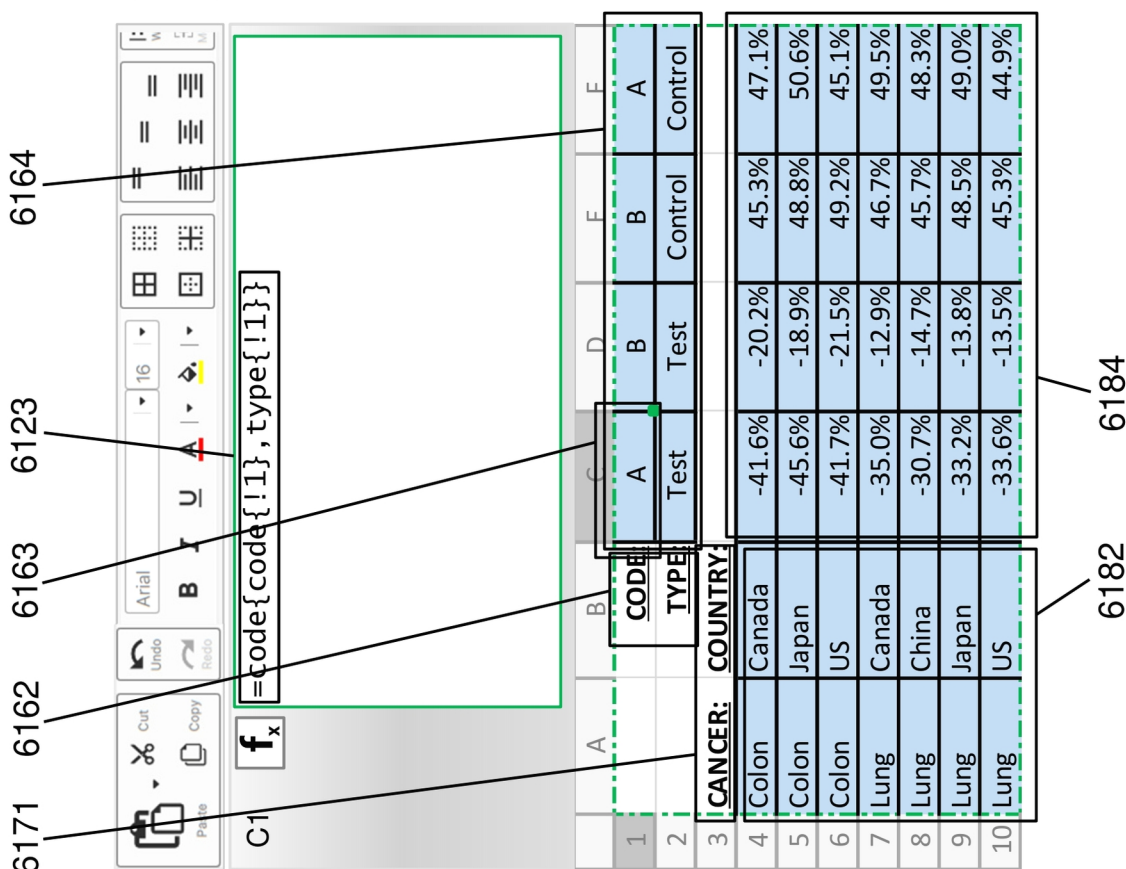 6171 6162 6163 6123 6164
Cut
Copy
Paste
Undo
Redo
Arial 16
B I U A
C1 fx =code{code{!1},type{!1}}
A B C D E F
1 CODE: A B B A
2 TYPE: Test Test Control Control
3 CANCER: COUNTRY:
4 Colon Canada -41.6% -20.2% 45.3% 47.1%
5 Colon Japan -45.6% -18.9% 48.8% 50.6%
6 Colon US -41.7% -21.5% 49.2% 45.1%
7 Lung Canada -35.0% -12.9% 46.7% 49.5%
8 Lung China -30.7% -14.7% 45.7% 48.3%
9 Lung Japan -33.2% -13.8% 48.5% 49.0%
10 Lung US -33.6% -13.5% 45.3% 44.9%
6182 6184